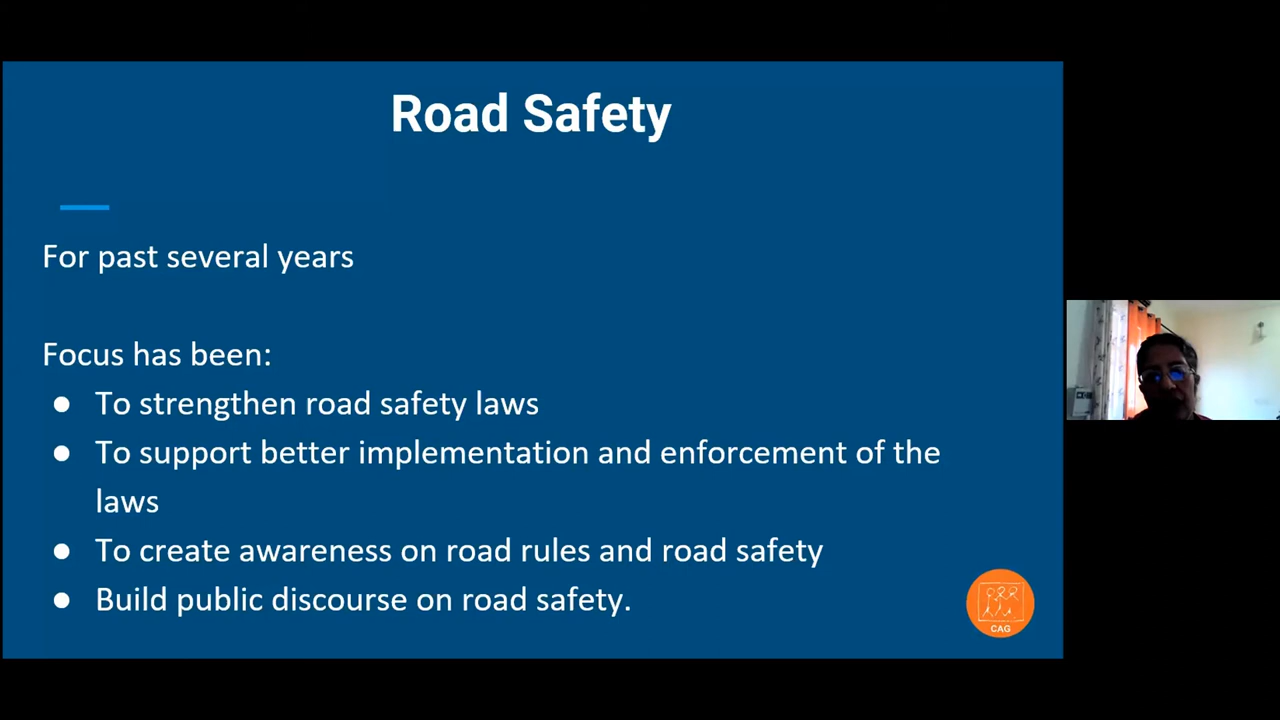 Road Safety
For past several years
Focus has been:
● To strengthen road safety laws
● To support better implementation and enforcement of the
laws
● To create awareness on road rules and road safety
● Build public discourse on road safety.
CAG